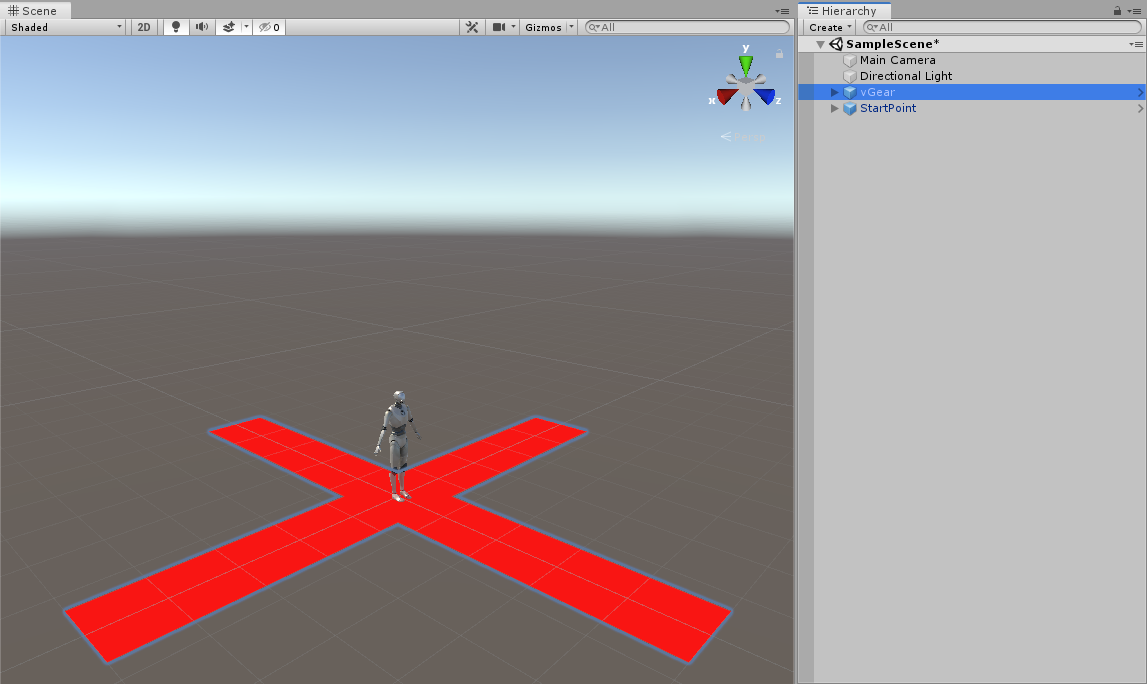 Scene
Hierarchy
Shaded
2D
0
Gizmos
All
Create
All
SampleScene*
Main Camera
Directional Light
vGear
StartPoint
y
x
z
Persp